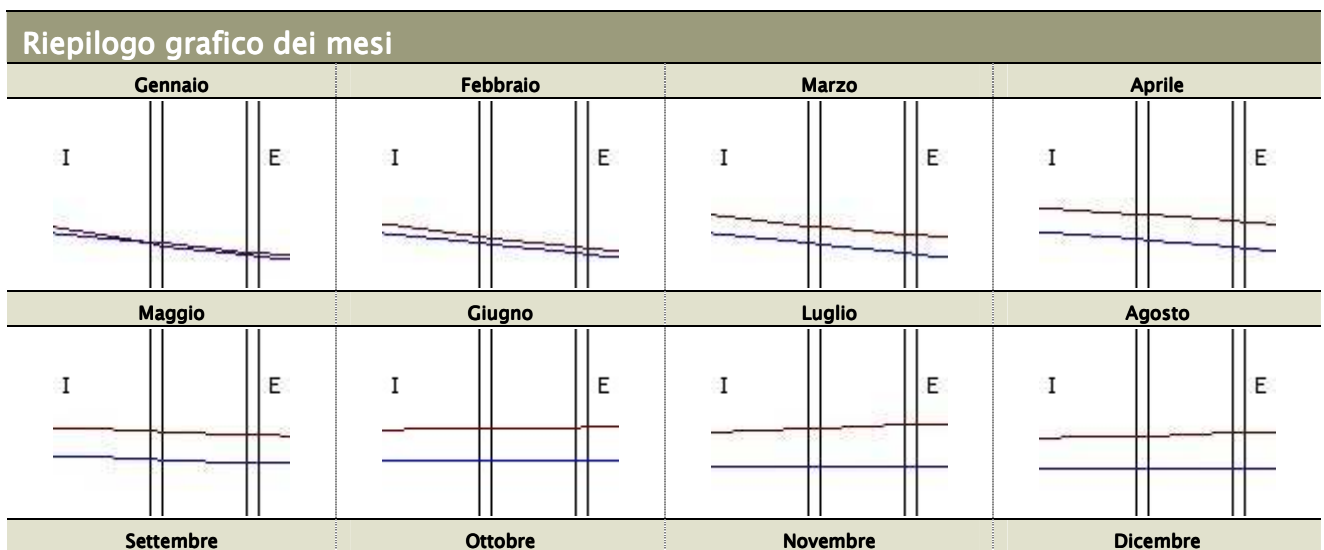 Riepilogo grafico dei mesi
Gennaio Febbraio Marzo Aprile
I E I E I E I E
Maggio Giugno Luglio Agosto
I E I E I E I E
Settembre Ottobre Novembre Dicembre